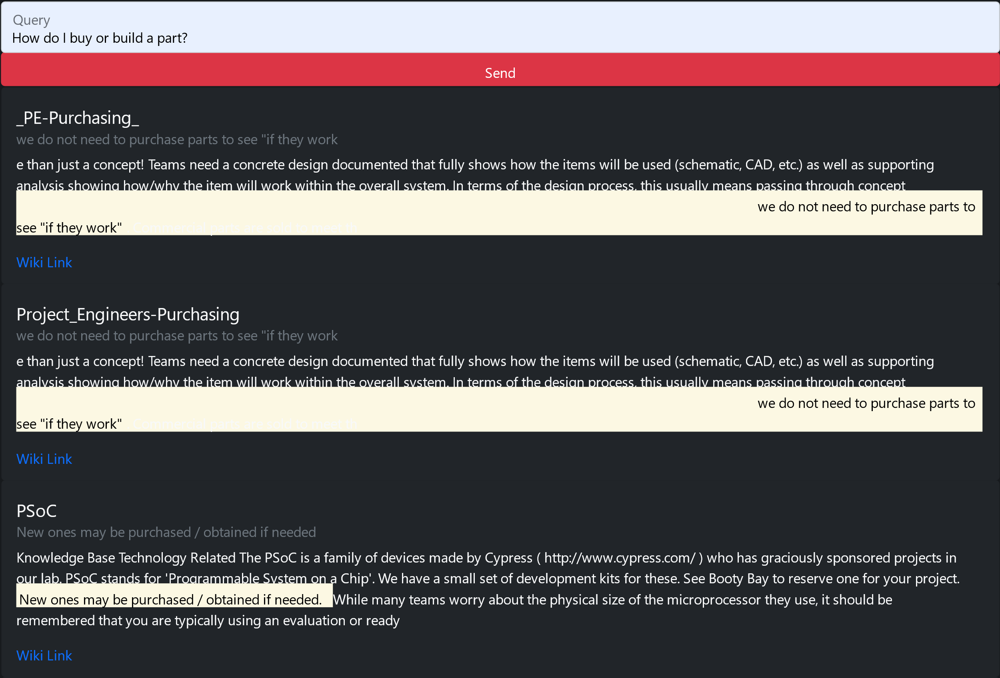 Query
How do I buy or build a part?
Send
_PE-Purchasing_
we do not need to purchase parts to see "if they work
e than just a concept! Teams need a concrete design documented that fully shows how the items will be used (schematic, CAD, etc.) as well as supporting
analysis showing how/why the item will work within the overall system. In terms of the design process, this usually means passing through concept
we do not need to purchase parts to
see "if they work" Commercial parts are sold to meet th
Wiki Link
Project_Engineers-Purchasing
we do not need to purchase parts to see "if they work
e than just a concept! Teams need a concrete design documented that fully shows how the items will be used (schematic, CAD, etc.) as well as supporting
analysis showing how/why the item will work within the overall system. In terms of the design process, this usually means passing through concept
we do not need to purchase parts to
see "if they work" Commercial parts are sold to meet th
Wiki Link
PSoC
New ones may be purchased / obtained if needed
Knowledge Base Technology Related The PSoC is a family of devices made by Cypress ( http://www.cypress.com/ ) who has graciously sponsored projects in
our lab. PSoC stands for 'Programmable System on a Chip'. We have a small set of development kits for these. See Booty Bay to reserve one for your project.
New ones may be purchased / obtained if needed. While many teams worry about the physical size of the microprocessor they use, it should be
remembered that you are typically using an evaluation or ready
Wiki Link